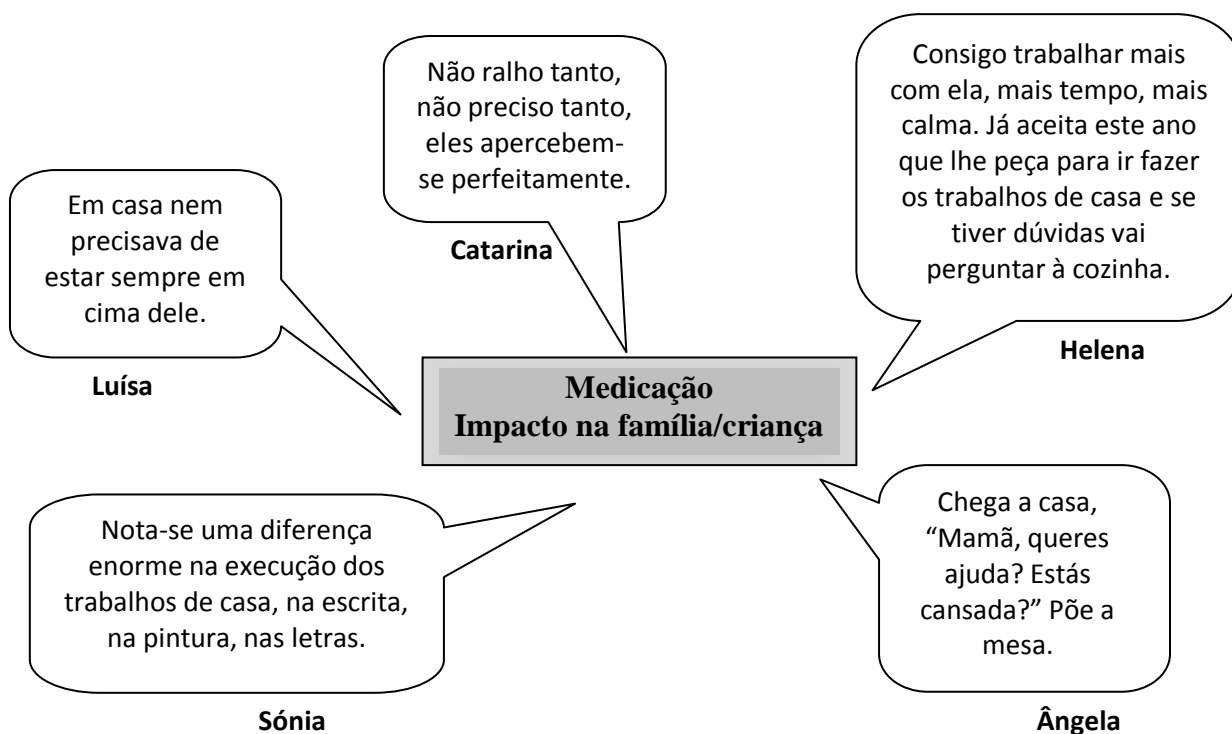 Não ralho tanto,
não preciso tanto,
eles apercebem-
se perfeitamente.
Catarina
Consigo trabalhar mais
com ela, mais tempo, mais
calma. Já aceita este ano
que lhe peça para ir fazer
os trabalhos de casa e se
tiver dúvidas vai
perguntar à cozinha.
Helena
Em casa nem
precisava de
estar sempre em
cima dele.
Luísa
Medicação
Impacto na família/criança
Nota-se uma diferença
enorme na execução dos
trabalhos de casa, na escrita,
na pintura, nas letras.
Sónia
Chega a casa,
“Mamã, queres
ajuda? Estás
cansada?” Põe a
mesa.
Ângela